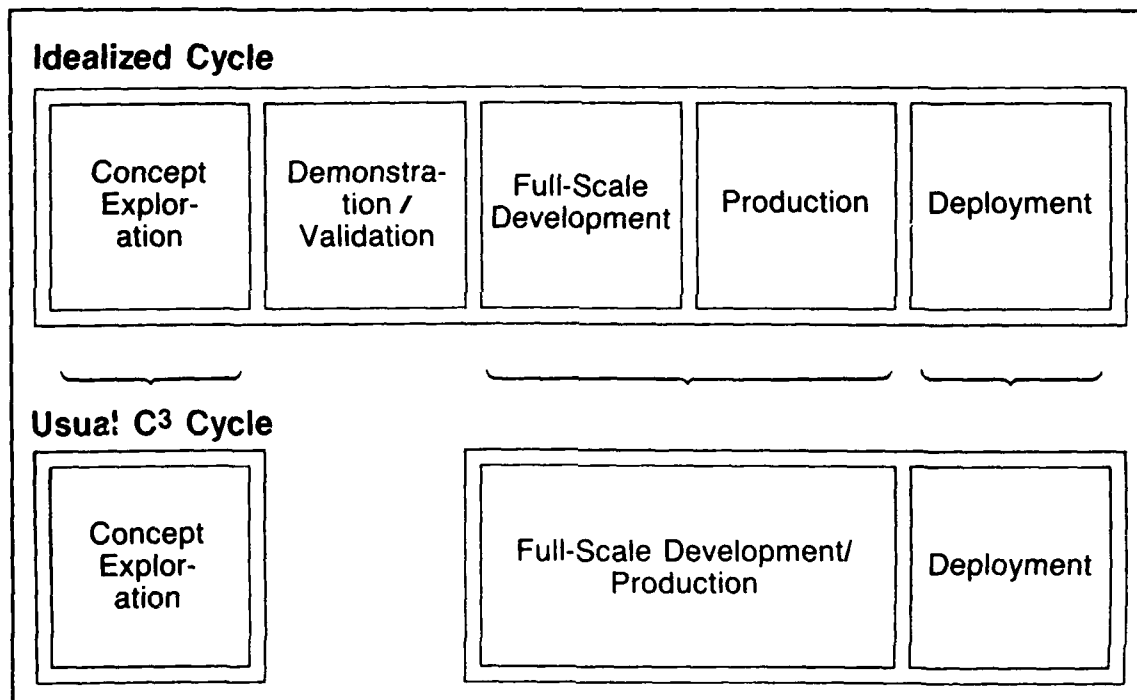 Idealized Cycle
Concept
Explor-
ation
Demonstra-
tion /
Validation
Full-Scale
Development
Production
Deployment
Usual C³ Cycle
Concept
Explor-
ation
Full-Scale Development/
Production
Deployment